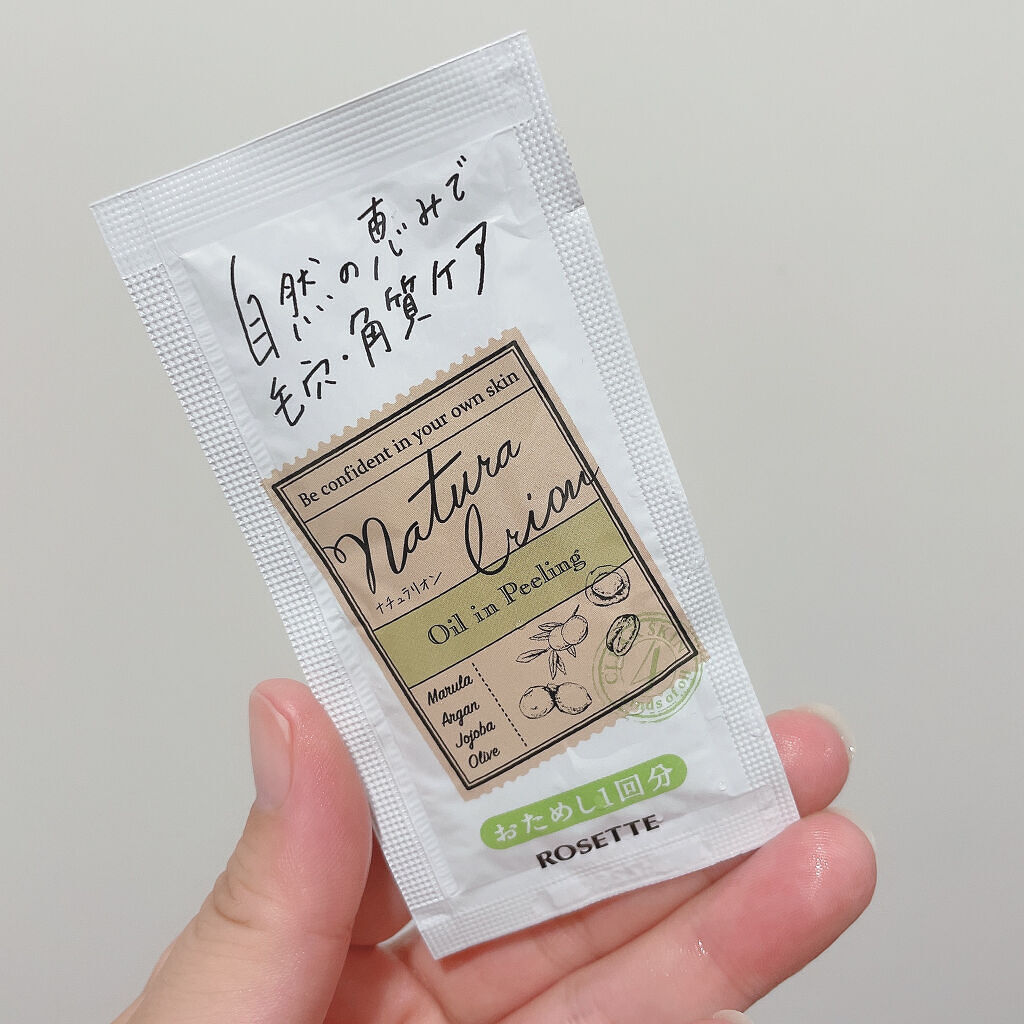 自然の恵みで
毛穴・角質ケア
Be confident in your own skin
Natura
lrion
ナチュラリオン
Oil in Peeling
Marula
Argan
Jojoba
Olive
SKIN
4
おためし1回分
ROSETTE